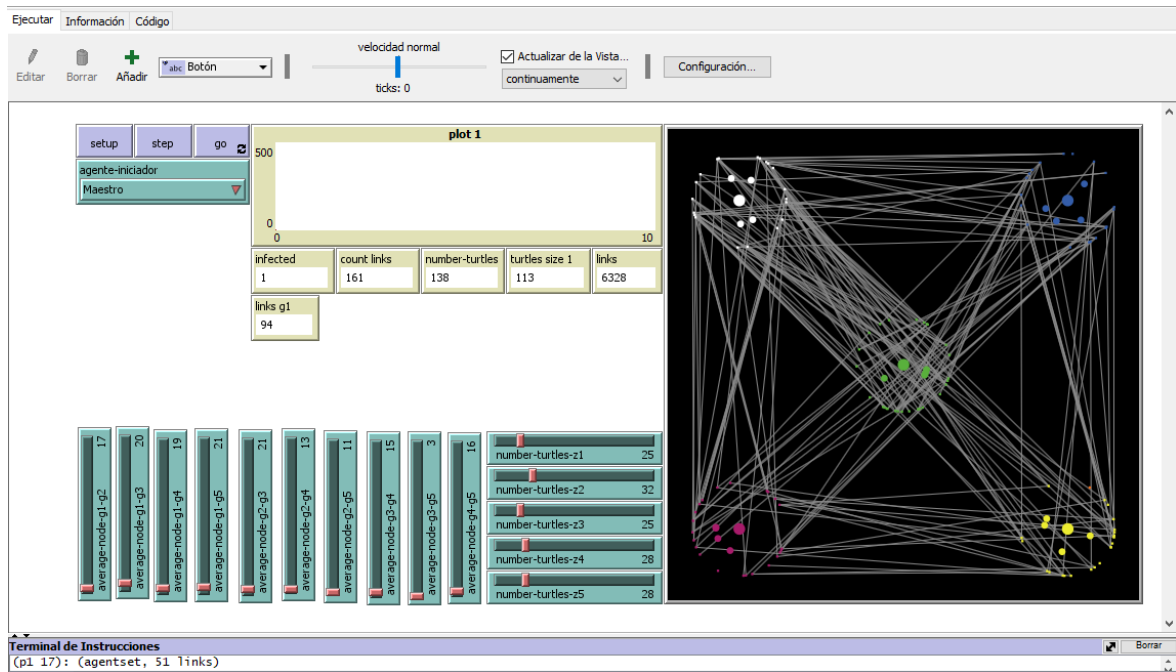 Ejecutar Información Código
Editar Borrar Añadir abc Botón velocidad normal ticks: 0 Actualizar de la Vista... continuamente Configuración...
setup step go
agente-iniciador
Maestro
plot 1
500
0
0 10
infected count links number-turtles turtles size 1 links
1 161 138 113 6328
links g1
94
17 average-node-g1-g2
20 average-node-g1-g3
19 average-node-g1-g4
21 average-node-g1-g5
21 average-node-g2-g3
13 average-node-g2-g4
11 average-node-g2-g5
15 average-node-g3-g4
3 average-node-g3-g5
16 average-node-g4-g5
number-turtles-z1 25
number-turtles-z2 32
number-turtles-z3 25
number-turtles-z4 28
number-turtles-z5 28
Terminal de Instrucciones Borrar
(p1 17): (agentset, 51 links)